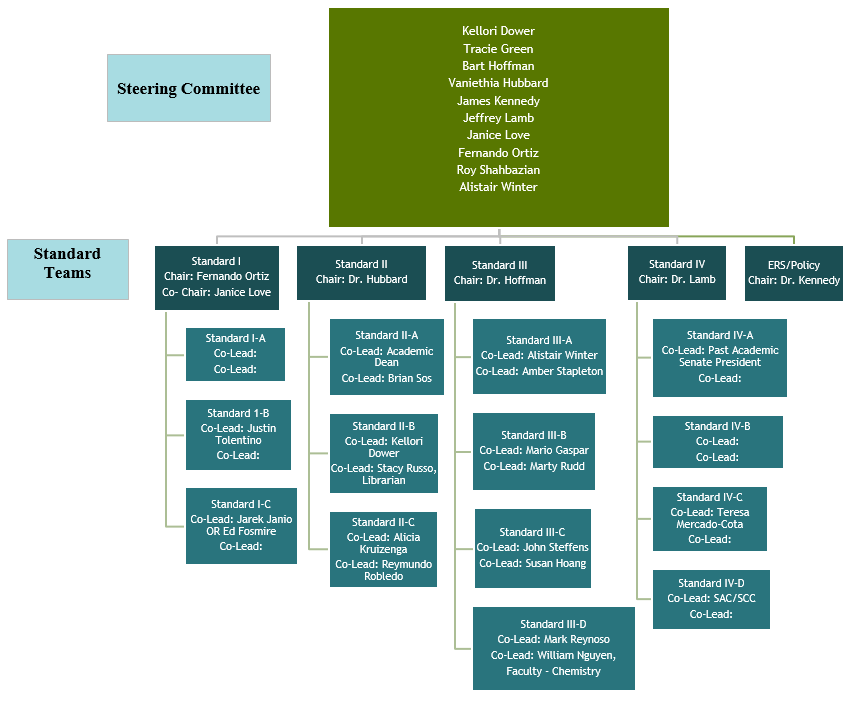 Steering Committee
Kellori Dower
Tracie Green
Bart Hoffman
Vaniethia Hubbard
James Kennedy
Jeffrey Lamb
Janice Love
Fernando Ortiz
Roy Shahbazian
Alistair Winter
Standard
Teams
Standard I
Chair: Fernando Ortiz
Co- Chair: Janice Love
Standard I-A
Co-Lead:
Co-Lead:
Standard 1-B
Co-Lead: Justin
Tolentino
Co-Lead:
Standard I-C
Co-Lead: Jarek Janio
OR Ed Fosmire
Co-Lead:
Standard II
Chair: Dr. Hubbard
Standard II-A
Co-Lead: Academic
Dean
Co-Lead: Brian Sos
Standard II-B
Co-Lead: Kellori
Dower
Co-Lead: Stacy Russo,
Librarian
Standard II-C
Co-Lead: Alicia
Kruizenga
Co-Lead: Reymundo
Robledo
Standard III
Chair: Dr. Hoffman
Standard III-A
Co-Lead: Alistair Winter
Co-Lead: Amber Stapleton
Standard III-B
Co-Lead: Mario Gaspar
Co-Lead: Marty Rudd
Standard III-C
Co-Lead: John Steffens
Co-Lead: Susan Hoang
Standard III-D
Co-Lead: Mark Reynoso
Co-Lead: William Nguyen,
Faculty - Chemistry
Standard IV
Chair: Dr. Lamb
Standard IV-A
Co-Lead: Past Academic
Senate President
Co-Lead:
Standard IV-B
Co-Lead:
Co-Lead:
Standard IV-C
Co-Lead: Teresa
Mercado-Cota
Co-Lead:
Standard IV-D
Co-Lead: SAC/SCC
Co-Lead:
ERS/Policy
Chair: Dr. Kennedy